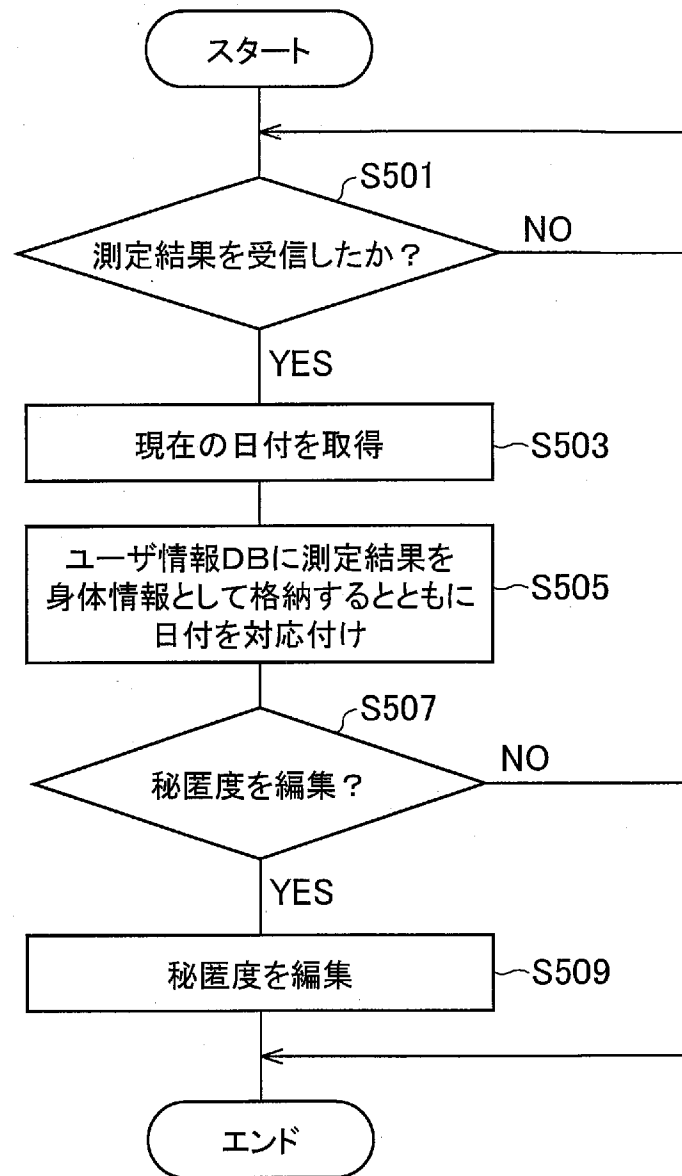 スタート
S501
測定結果を受信したか？
NO
YES
現在の日付を取得
S503
ユーザ情報DBに測定結果を
身体情報として格納するとともに
日付を対応付け
S505
S507
秘匿度を編集？
NO
YES
秘匿度を編集
S509
エンド